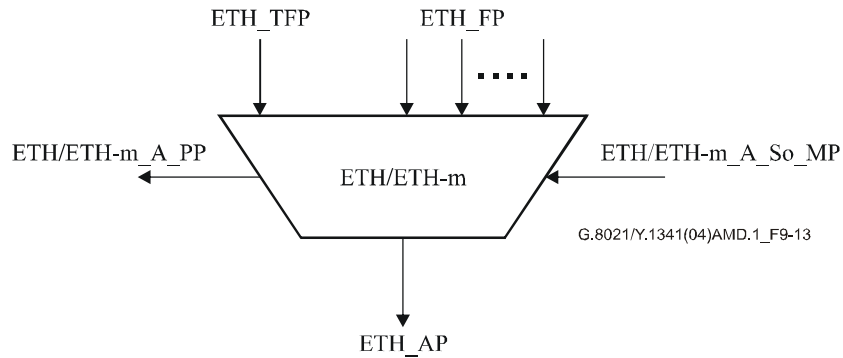 ETH_TFP
ETH_FP
ETH/ETH-m_A_PP
ETH/ETH-m
ETH/ETH-m_A_So_MP
G.8021/Y.1341(04)AMD.1_F9-13
ETH_AP